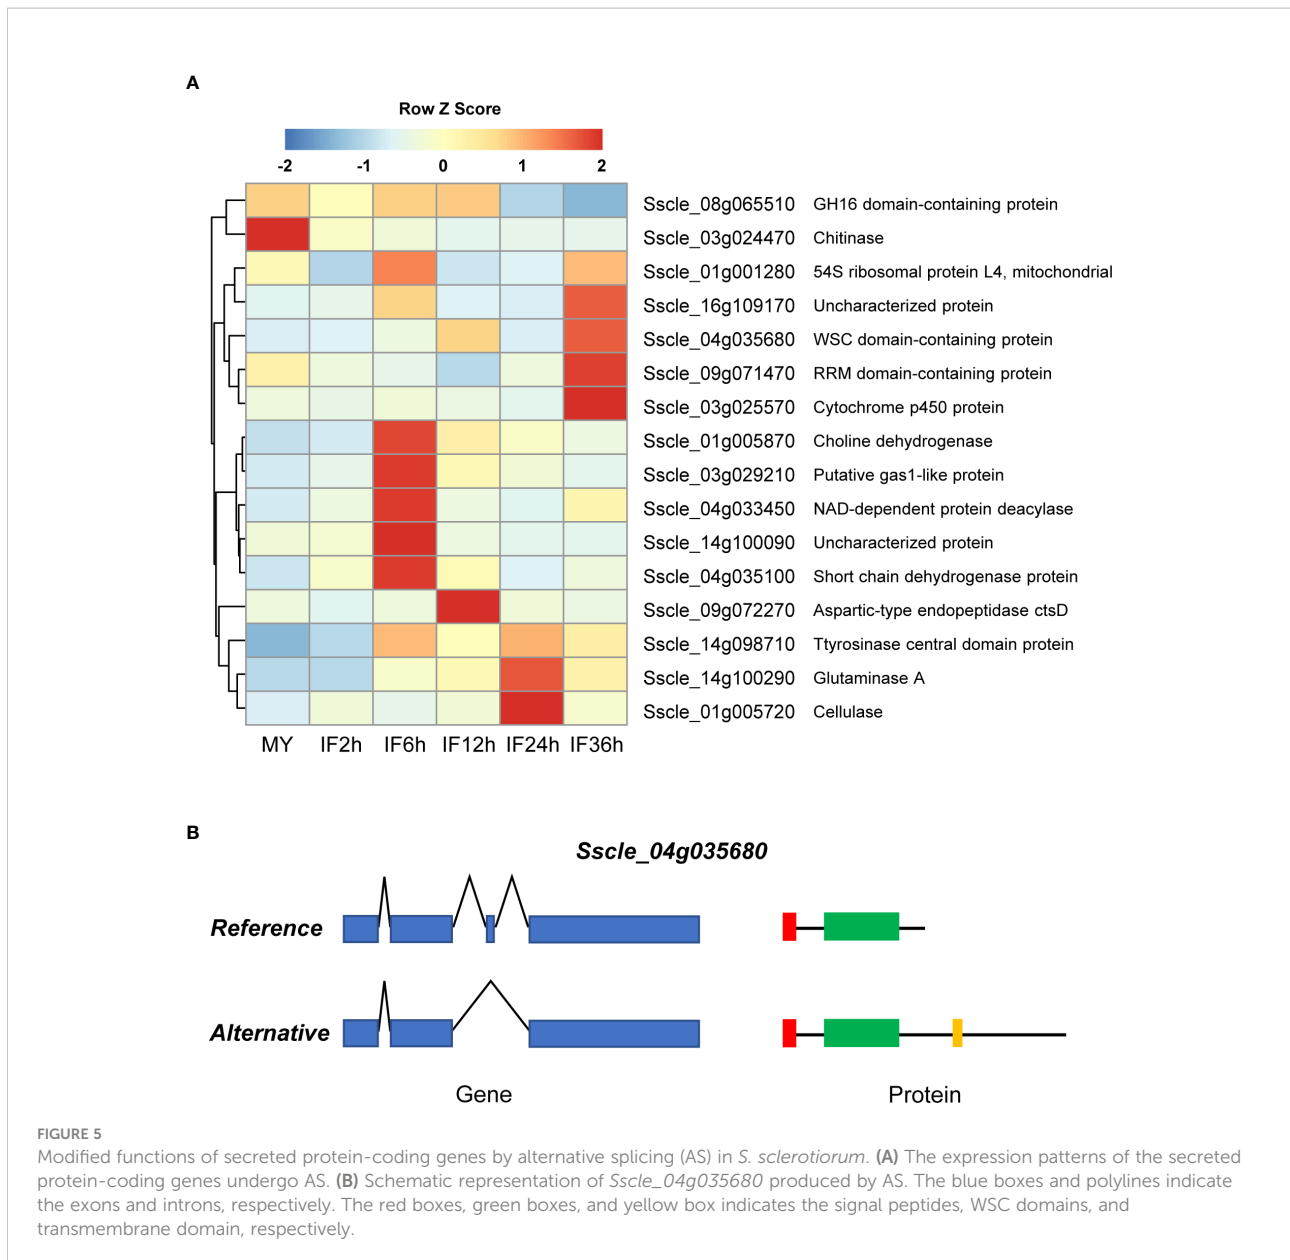 A
Row Z Score
-2 -1 0 1 2
Sscle_08g065510 GH16 domain-containing protein
Sscle_03g024470 Chitinase
Sscle_01g001280 54S ribosomal protein L4, mitochondrial
Sscle_16g109170 Uncharacterized protein
Sscle_04g035680 WSC domain-containing protein
Sscle_09g071470 RRM domain-containing protein
Sscle_03g025570 Cytochrome p450 protein
Sscle_01g005870 Choline dehydrogenase
Sscle_03g029210 Putative gas1-like protein
Sscle_04g033450 NAD-dependent protein deacylase
Sscle_14g100090 Uncharacterized protein
Sscle_04g035100 Short chain dehydrogenase protein
Sscle_09g072270 Aspartic-type endopeptidase ctsD
Sscle_14g098710 Ttyrosinase central domain protein
Sscle_14g100290 Glutaminase A
Sscle_01g005720 Cellulase
MY IF2h IF6h IF12h IF24h IF36h
B
Sscle_04g035680
Reference
Alternative
Gene Protein
FIGURE 5
Modified functions of secreted protein-coding genes by alternative splicing (AS) in S. sclerotiorum. (A) The expression patterns of the secreted
protein-coding genes undergo AS. (B) Schematic representation of Sscle_04g035680 produced by AS. The blue boxes and polylines indicate
the exons and introns, respectively. The red boxes, green boxes, and yellow box indicates the signal peptides, WSC domains, and
transmembrane domain, respectively.